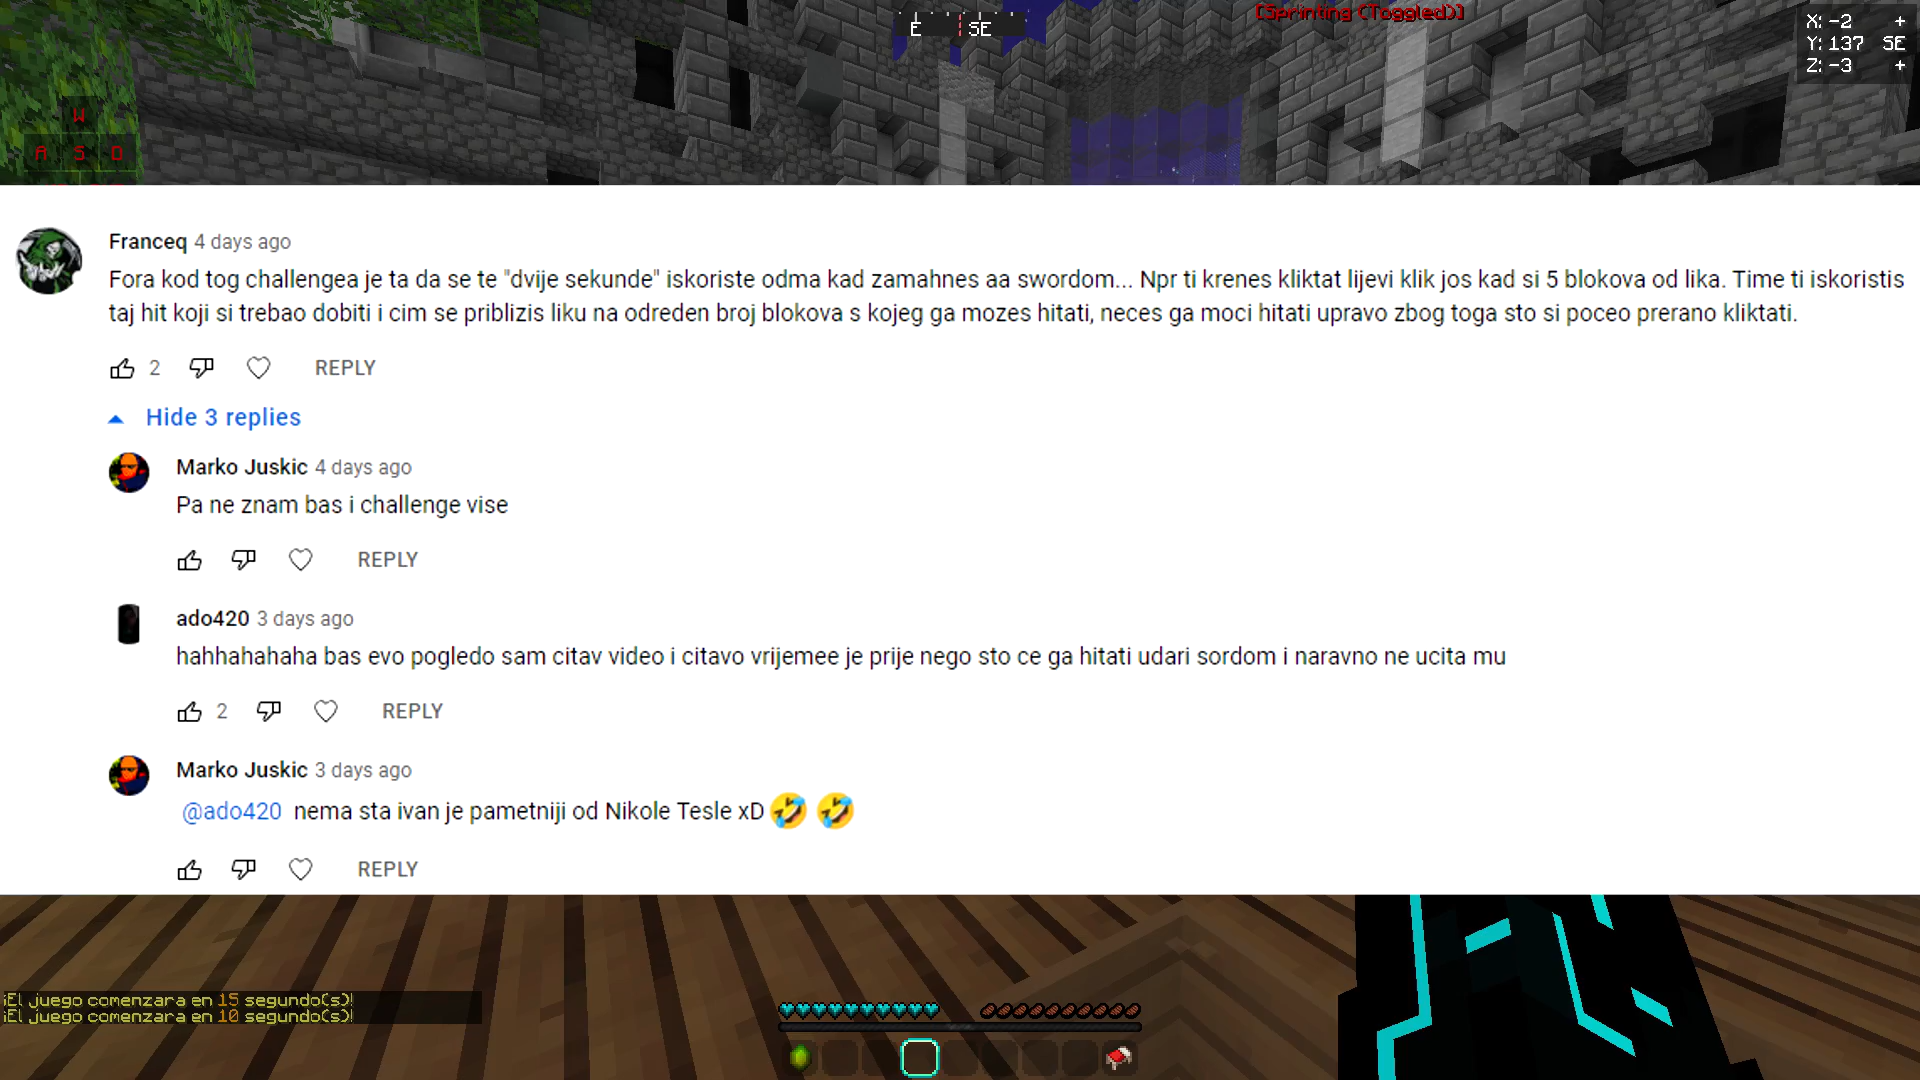 E SE
[Sprinting (Toggled)]
X: -2 +
Y: 137 SE
Z: -3 +
W
A S D
Franceq 4 days ago
Fora kod tog challengea je ta da se te "dvije sekunde" iskoriste odma kad zamahnes aa swordom... Npr ti krenes kliktat lijevi klik jos kad si 5 blokova od lika. Time ti iskoristis
taj hit koji si trebao dobiti i cim se priblizis liku na odreden broj blokova s kojeg ga mozes hitati, neces ga moci hitati upravo zbog toga sto si poceo prerano kliktati.
2 REPLY
Hide 3 replies
Marko Juskic 4 days ago
Pa ne znam bas i challenge vise
REPLY
ado420 3 days ago
hahhahahaha bas evo pogledo sam citav video i citavo vrijemee je prije nego sto ce ga hitati udari sordom i naravno ne ucita mu
2 REPLY
Marko Juskic 3 days ago
@ado420 nema sta ivan je pametniji od Nikole Tesle xD🤣 🤣
REPLY
¡El juego comenzara en 15 segundo(s)!
¡El juego comenzara en 10 segundo(s)!